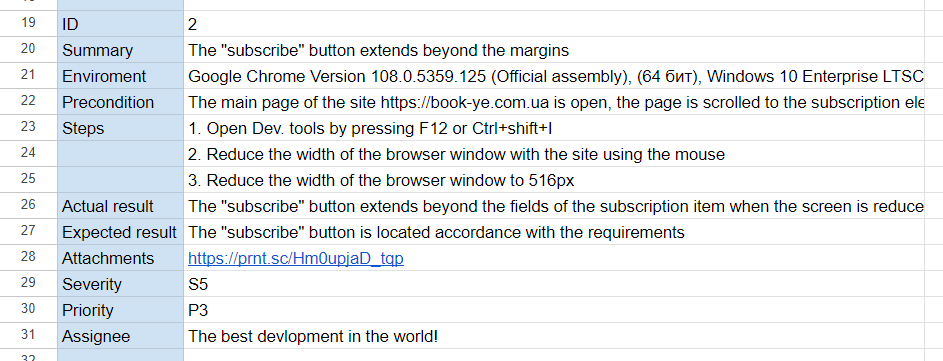 19 ID 2
20 Summary The "subscribe" button extends beyond the margins
21 Enviroment Google Chrome Version 108.0.5359.125 (Official assembly), (64 бит), Windows 10 Enterprise LTSC
22 Precondition The main page of the site https://book-ye.com.ua is open, the page is scrolled to the subscription ele
23 Steps 1. Open Dev. tools by pressing F12 or Ctrl+shift+I
24 2. Reduce the width of the browser window with the site using the mouse
25 3. Reduce the width of the browser window to 516px
26 Actual result The "subscribe" button extends beyond the fields of the subscription item when the screen is reduce
27 Expected result The "subscribe" button is located accordance with the requirements
28 Attachments https://prnt.sc/Hm0upjaD_tqp
29 Severity S5
30 Priority P3
31 Assignee The best devlopment in the world!
32